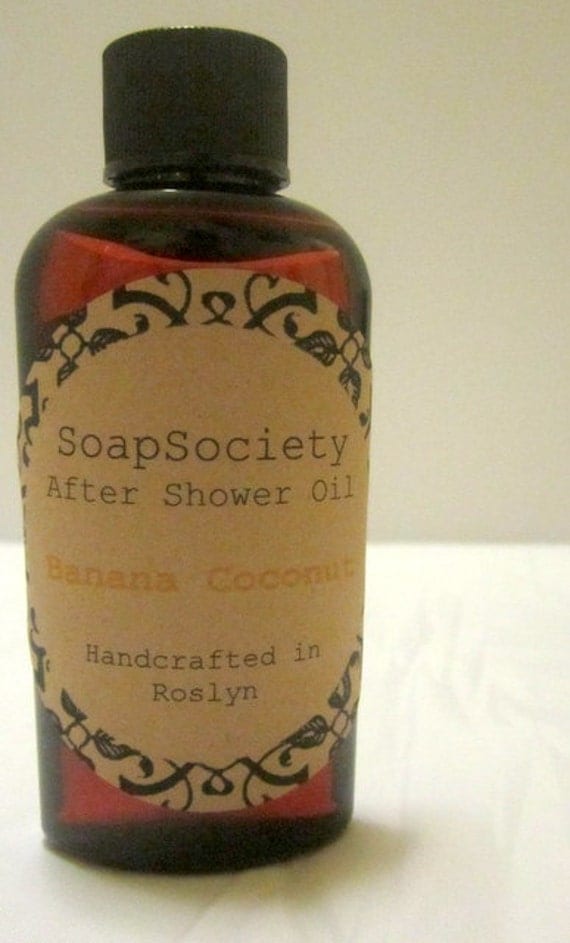 SoapSociety
After Shower Oil
Banana Coconut
Handcrafted in
Roslyn